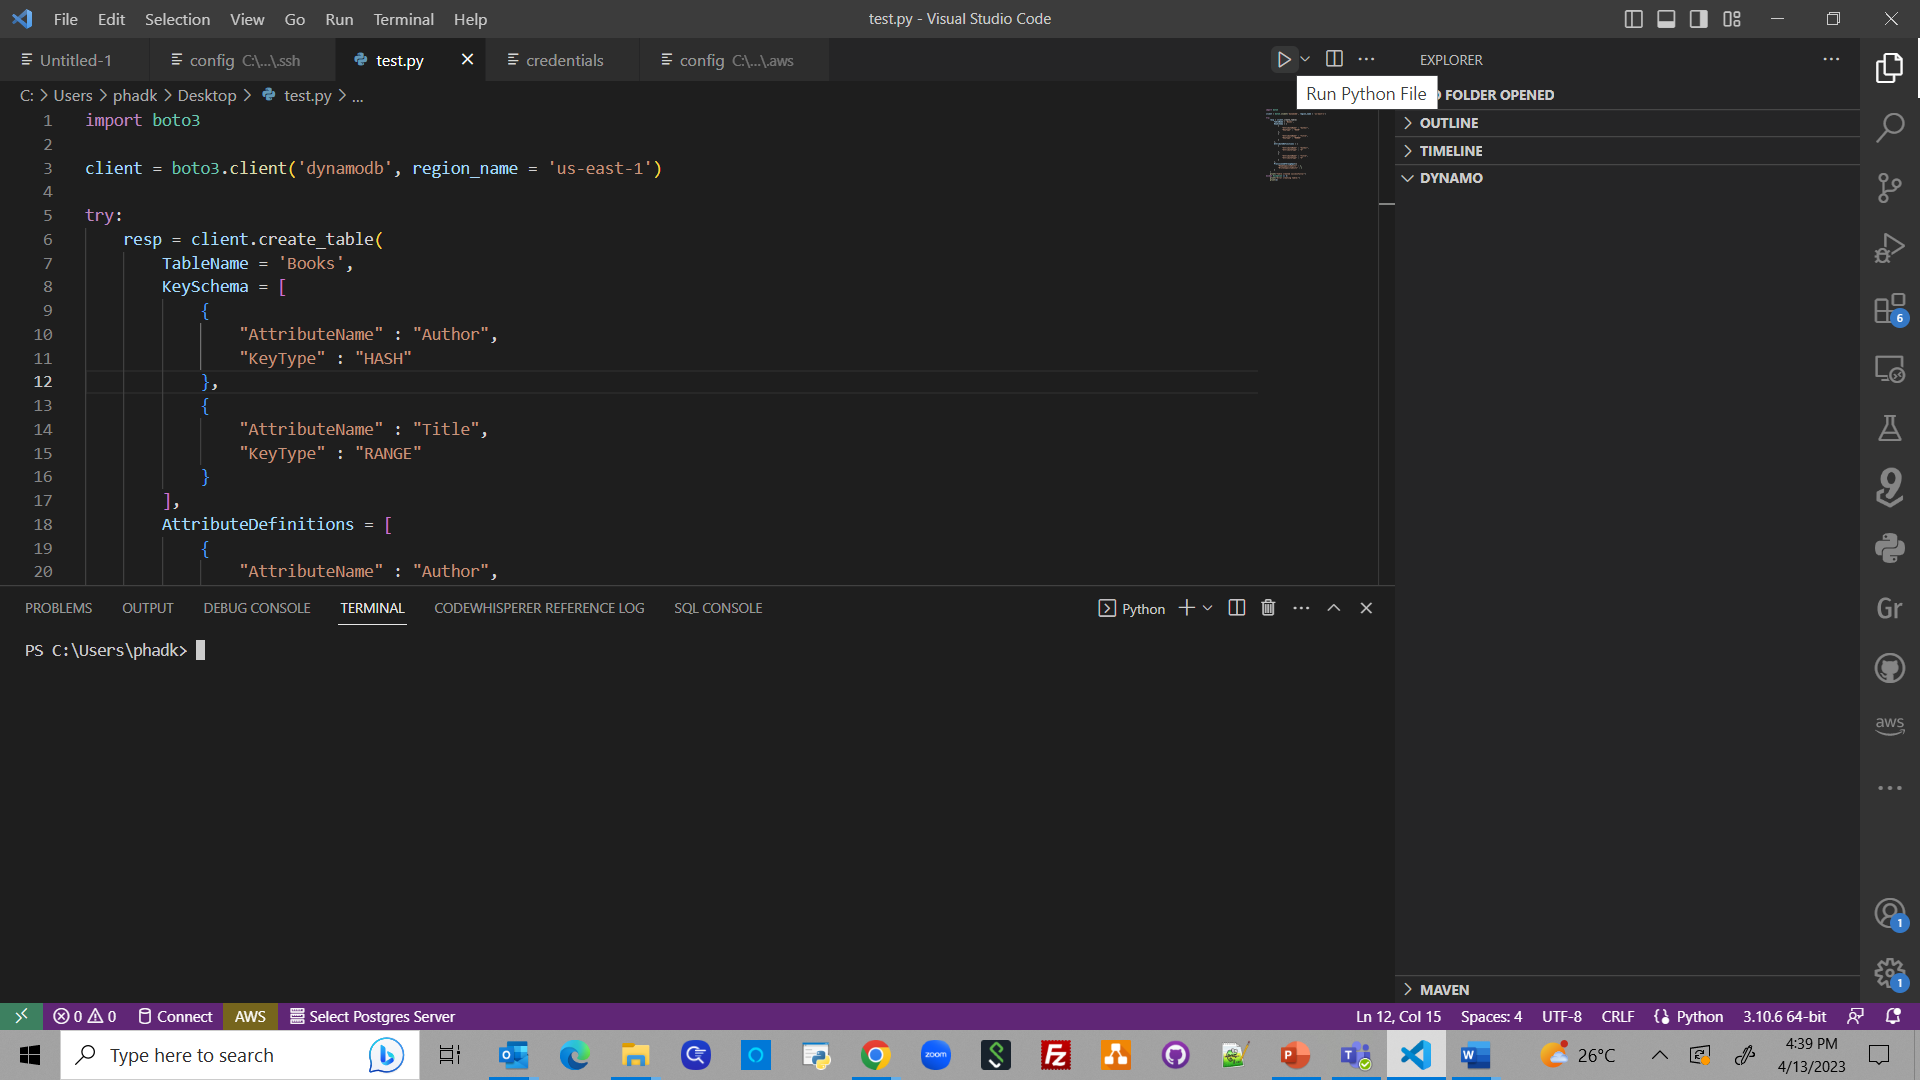 File Edit Selection View Go Run Terminal Help
test.py - Visual Studio Code
Untitled-1
config C:\...\.ssh
test.py
credentials
config C:\...\.aws
EXPLORER
C: > Users > phadk > Desktop > test.py > ...
Run Python File
FOLDER OPENED
OUTLINE
TIMELINE
DYNAMO
1 import boto3
2
3 client = boto3.client('dynamodb', region_name = 'us-east-1')
4
5 try:
6 resp = client.create_table(
7 TableName = 'Books',
8 KeySchema = [
9 {
10 "AttributeName" : "Author",
11 "KeyType" : "HASH"
12 },
13 {
14 "AttributeName" : "Title",
15 "KeyType" : "RANGE"
16 }
17 ],
18 AttributeDefinitions = [
19 {
20 "AttributeName" : "Author",
6
Gr
aws
PROBLEMS OUTPUT DEBUG CONSOLE TERMINAL CODEWHISPERER REFERENCE LOG SQL CONSOLE
Python
PS C:\Users\phadk>
1
1
MAVEN
0 0 Connect AWS Select Postgres Server
Ln 12, Col 15 Spaces: 4 UTF-8 CRLF Python 3.10.6 64-bit
Type here to search
zoom
26°C
4:39 PM
4/13/2023